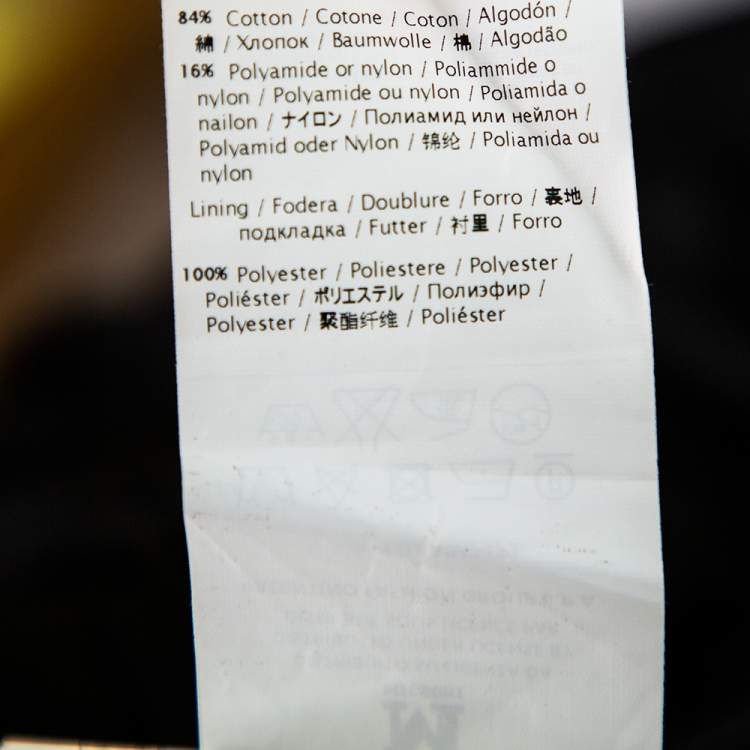 84% Cotton / Cotone / Coton / Algodón /
綿 / Хлопок / Baumwolle / 棉 / Algodão
16% Polyamide or nylon / Poliammide o
nylon / Polyamide ou nylon / Poliamida o
nailon / ナイロン / Полиамид или нейлон /
Polyamid oder Nylon / 锦纶 / Poliamida ou
nylon
Lining / Fodera / Doublure / Forro / 裏地 /
подкладка / Futter / 衬里 / Forro
100% Polyester / Poliestere / Polyester /
Poliéster / ポリエステル / Полиэфир /
Polyester / 聚酯纤维 / Poliéster